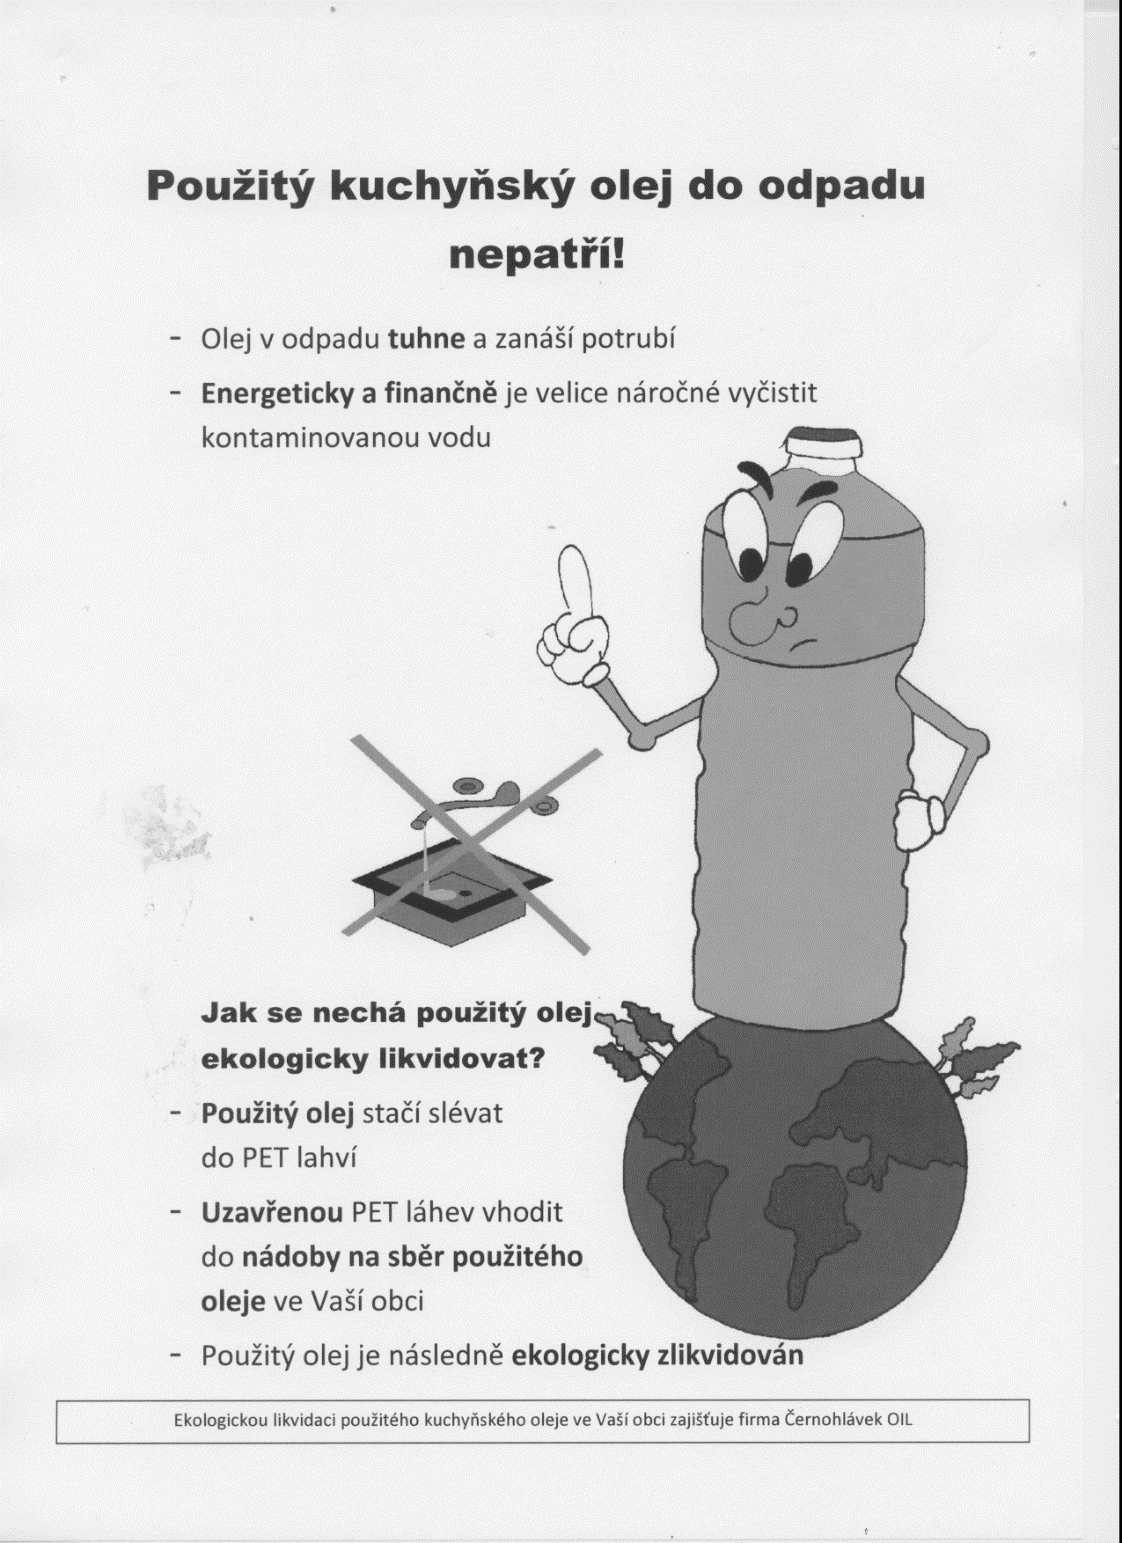 Použitý kuchyňský olej do odpadu
nepatří!
- Olej v odpadu tuhne a zanáší potrubí
- Energeticky a finančně je velice náročné vyčistit
kontaminovanou vodu
Jak se nechá použitý olej
ekologicky likvidovat?
- Použitý olej stačí slévat
do PET lahví
- Uzavřenou PET láhev vhodit
do nádoby na sběr použitého
oleje ve Vaší obci
- Použitý olej je následně ekologicky zlikvidován
Ekologickou likvidaci použitého kuchyňského oleje ve Vaší obci zajišťuje firma Černohlávek OIL